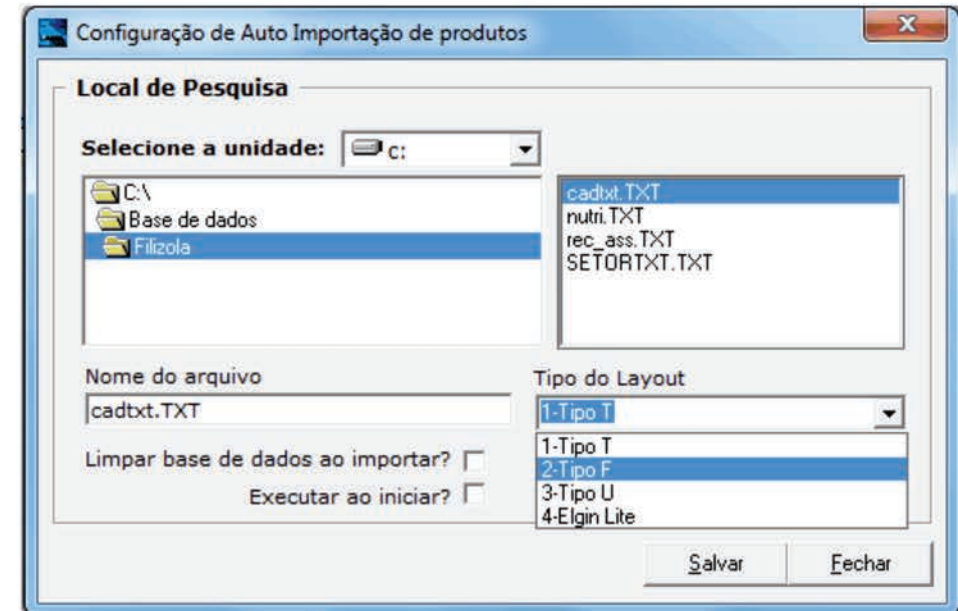 Configuração de Auto Importação de produtos
Local de Pesquisa
Selecione a unidade: c:
C:\
Base de dados
Filizola
cadtxt.TXT
nutri.TXT
rec_ass.TXT
SETORTXT.TXT
Nome do arquivo
cadtxt.TXT
Tipo do Layout
1-Tipo T
1-Tipo T
2-Tipo F
3-Tipo U
4-Elgin Lite
Limpar base de dados ao importar?
Executar ao iniciar?
Salvar
Fechar